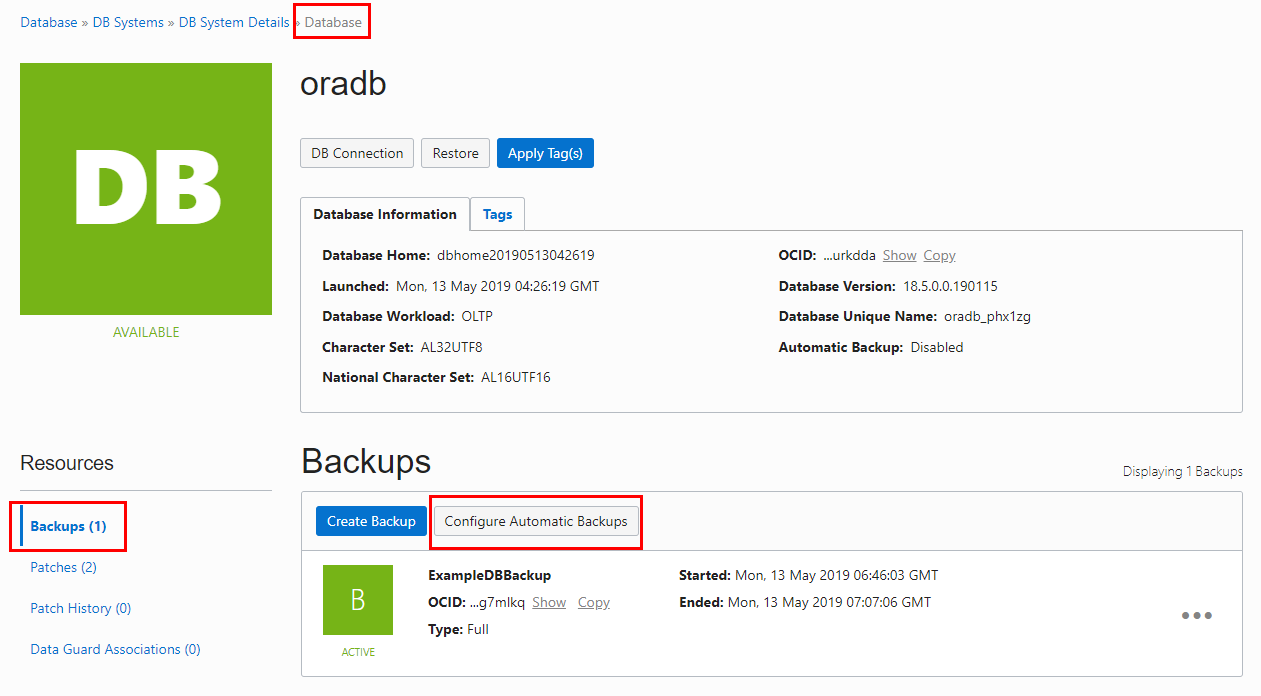 Database » DB Systems » DB System Details » Database
DB
AVAILABLE
oradb
DB Connection Restore Apply Tag(s)
Database Information Tags
Database Home: dbhome20190513042619
Launched: Mon, 13 May 2019 04:26:19 GMT
Database Workload: OLTP
Character Set: AL32UTF8
National Character Set: AL16UTF16
OCID: ...urkdda Show Copy
Database Version: 18.5.0.0.190115
Database Unique Name: oradb_phx1zg
Automatic Backup: Disabled
Resources
Backups (1)
Patches (2)
Patch History (0)
Data Guard Associations (0)
Backups
Displaying 1 Backups
Create Backup Configure Automatic Backups
B
ACTIVE
ExampleDBBackup
OCID: ...g7mlkq Show Copy
Type: Full
Started: Mon, 13 May 2019 06:46:03 GMT
Ended: Mon, 13 May 2019 07:07:06 GMT